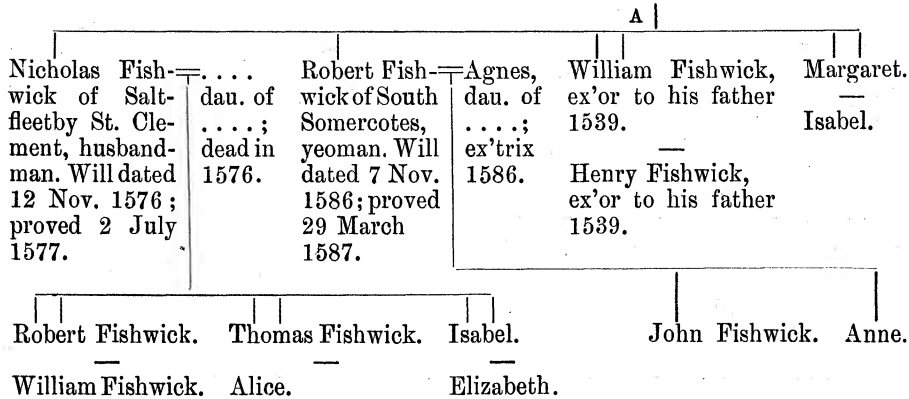 A
Nicholas Fish-
wick of Salt-
fleetby St. Cle-
ment, husband-
man. Will dated
12 Nov. 1576;
proved 2 July
1577.
. . . .
dau. of
. . . .;
dead in
1576.
Robert Fish-
wick of South
Somercotes,
yeoman. Will
dated 7 Nov.
1586; proved
29 March
1587.
Agnes,
dau. of
. . . .;
ex'trix
1586.
William Fishwick,
ex'or to his father
1539.
—
Henry Fishwick,
ex'or to his father
1539.
Margaret.
—
Isabel.
Robert Fishwick.
—
William Fishwick.
Thomas Fishwick.
—
Alice.
Isabel.
—
Elizabeth.
John Fishwick.
Anne.